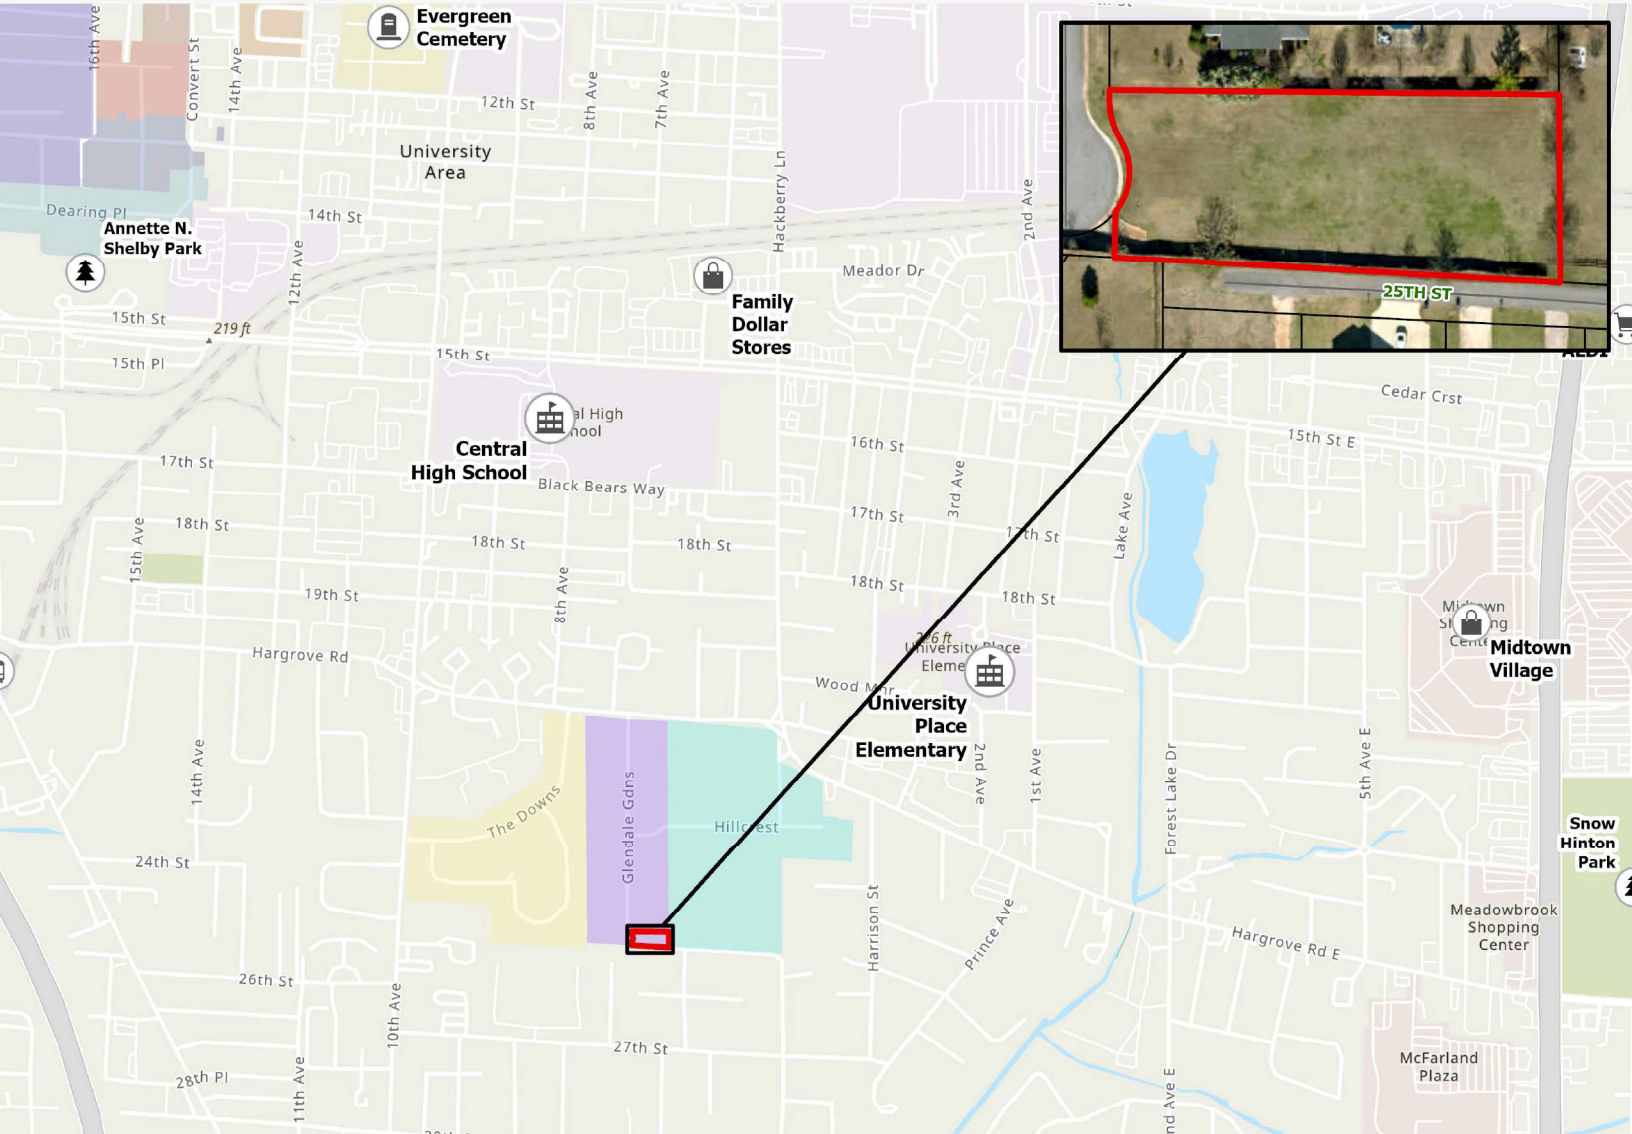 Evergreen
Cemetery
16th Ave
Convert St
14th Ave
12th St
8th Ave
7th Ave
University
Area
Hackberry Ln
2nd Ave
Dearing Pl
Annette N.
Shelby Park
14th St
12th Ave
Meador Dr
Family
Dollar
Stores
25TH ST
15th St
219 ft
15th Pl
15th St
ALDI
Cedar Crst
al High
hool
Central
High School
16th St
15th St E
17th St
Black Bears Way
3rd Ave
Lake Ave
17th St
17th St
18th St
15th Ave
18th St
18th St
18th St
18th St
19th St
8th Ave
Midtown
Shopping
Center
Midtown
Village
University Place
Eleme
University
Place
Elementary
Hargrove Rd
Wood Mnr
14th Ave
2nd Ave
1st Ave
Forest Lake Dr
5th Ave E
The Downs
Glendale Gdns
Hillcrest
Snow
Hinton
Park
24th St
Harrison St
Prince Ave
Meadowbrook
Shopping
Center
Hargrove Rd E
26th St
10th Ave
27th St
McFarland
Plaza
28th Pl
11th Ave
nd Ave E